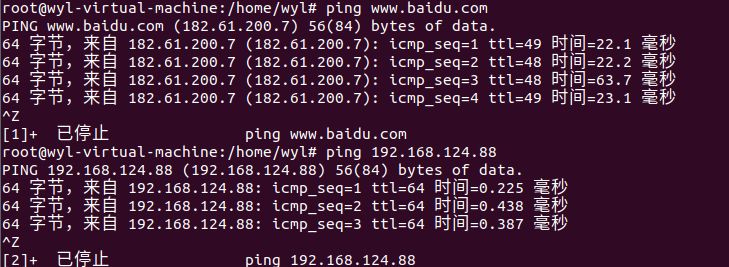 root@wyl-virtual-machine:/home/wyl# ping www.baidu.com
PING www.baidu.com (182.61.200.7) 56(84) bytes of data.
64 字节，来自 182.61.200.7 (182.61.200.7): icmp_seq=1 ttl=49 时间=22.1 毫秒
64 字节，来自 182.61.200.7 (182.61.200.7): icmp_seq=2 ttl=48 时间=22.2 毫秒
64 字节，来自 182.61.200.7 (182.61.200.7): icmp_seq=3 ttl=48 时间=63.7 毫秒
64 字节，来自 182.61.200.7 (182.61.200.7): icmp_seq=4 ttl=49 时间=23.1 毫秒
^Z
[1]+  已停止               ping www.baidu.com
root@wyl-virtual-machine:/home/wyl# ping 192.168.124.88
PING 192.168.124.88 (192.168.124.88) 56(84) bytes of data.
64 字节，来自 192.168.124.88: icmp_seq=1 ttl=64 时间=0.225 毫秒
64 字节，来自 192.168.124.88: icmp_seq=2 ttl=64 时间=0.438 毫秒
64 字节，来自 192.168.124.88: icmp_seq=3 ttl=64 时间=0.387 毫秒
^Z
[2]+  已停止               ping 192.168.124.88